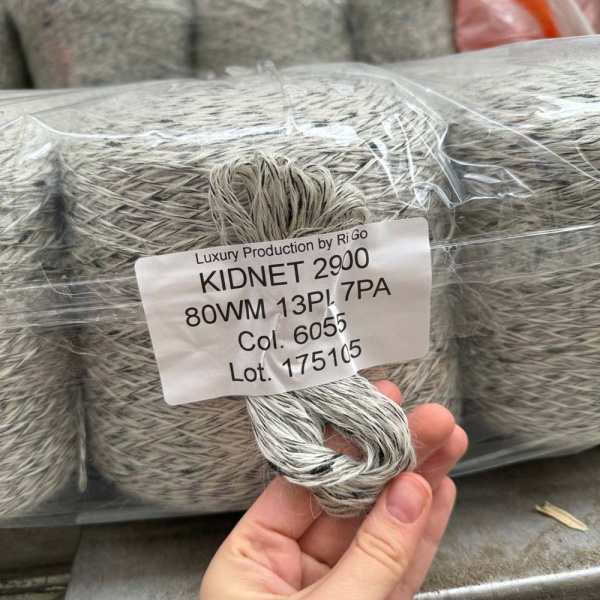 Luxury Production by RiGo
KIDNET 2900
80WM 13PL 7PA
Col. 6055
Lot. 175105